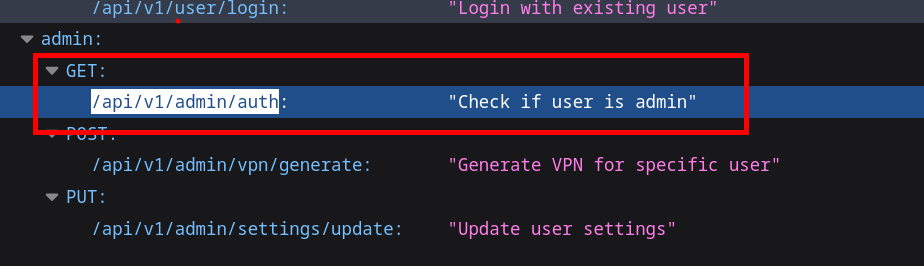 /api/v1/user/login: "Login with existing user"
admin:
GET:
/api/v1/admin/auth: "Check if user is admin"
POST:
/api/v1/admin/vpn/generate: "Generate VPN for specific user"
PUT:
/api/v1/admin/settings/update: "Update user settings"